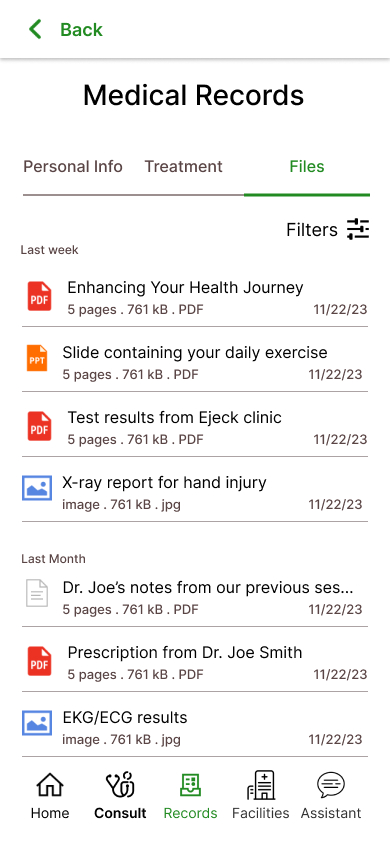 Back
Medical Records
Personal Info Treatment Files
Filters
Last week
PDF Enhancing Your Health Journey
5 pages . 761 kB . PDF 11/22/23
PPT Slide containing your daily exercise
5 pages . 761 kB . PDF 11/22/23
PDF Test results from Ejeck clinic
5 pages . 761 kB . PDF 11/22/23
X-ray report for hand injury
image . 761 kB . jpg 11/22/23
Last Month
Dr. Joe’s notes from our previous ses...
5 pages . 761 kB . PDF 11/22/23
PDF Prescription from Dr. Joe Smith
5 pages . 761 kB . PDF 11/22/23
EKG/ECG results
image . 761 kB . jpg 11/22/23
Home Consult Records Facilities Assistant